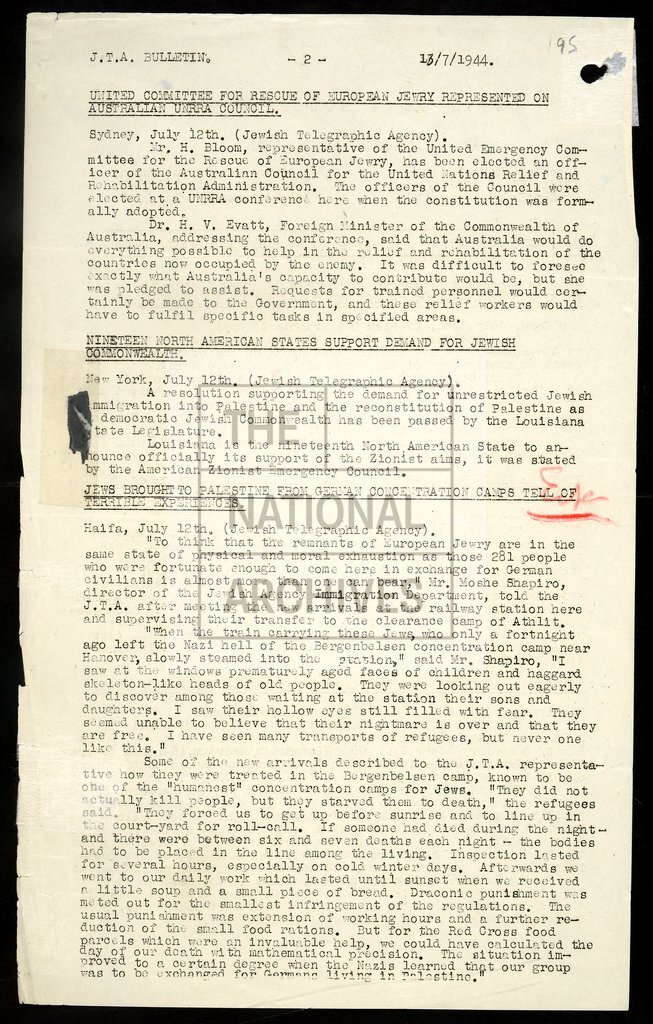 195
J.T.A. BULLETIN. - 2 - 13/7/1944.
UNITED COMMITTEE FOR RESCUE OF EUROPEAN JEWRY REPRESENTED ON
AUSTRALIAN UNRRA COUNCIL.
Sydney, July 12th. (Jewish Telegraphic Agency).
Mr. H. Bloom, representative of the United Emergency Com-
mittee for the Rescue of European Jewry, has been elected an off-
icer of the Australian Council for the United Nations Relief and
Rehabilitation Administration. The officers of the Council were
elected at a UNRRA conference here when the constitution was form-
ally adopted.
Dr. H. V. Evatt, Foreign Minister of the Commonwealth of
Australia, addressing the conference, said that Australia would do
everything possible to help in the relief and rehabilitation of the
countries now occupied by the enemy. It was difficult to foresee
exactly what Australia's capacity to contribute would be, but she
was pledged to assist. Requests for trained personnel would cer-
tainly be made to the Government, and these relief workers would
have to fulfil specific tasks in specified areas.
NINETEEN NORTH AMERICAN STATES SUPPORT DEMAND FOR JEWISH
COMMONWEALTH.
New York, July 12th. (Jewish Telegraphic Agency).
A resolution supporting the demand for unrestricted Jewish
immigration into Palestine and the reconstitution of Palestine as
democratic Jewish Commonwealth has been passed by the Louisiana
State Legislature.
Louisiana is the nineteenth North American State to an-
nounce officially its support of the Zionist aims, it was stated
by the American Zionist Emergency Council.
JEWS BROUGHT TO PALESTINE FROM GERMAN CONCENTRATION CAMPS TELL OF
TERRIBLE EXPERIENCES.
Haifa, July 12th. (Jewish Telegraphic Agency).
"To think that the remnants of European Jewry are in the
same state of physical and moral exhaustion as those 281 people
who were fortunate enough to come here in exchange for German
civilians is almost too much to bear," Mr. Moshe Shapiro,
director of the Jewish Agency Immigration Department, told the
J.T.A. after meeting the new arrivals at the railway station here
and supervising their transfer to the clearance camp of Athlit.
"When the train carrying these Jews, who only a fortnight
ago left the Nazi hell of the Bergenbelsen concentration camp near
Hanover, slowly steamed into the station," said Mr. Shapiro, "I
saw at the windows prematurely aged faces of children and haggard
skeleton-like heads of old people. They were looking out eagerly
to discover among those waiting at the station their sons and
daughters. I saw their hollow eyes still filled with fear. They
seemed unable to believe that their nightmare is over and that they
are free. I have seen many transports of refugees, but never one
like this."
Some of the new arrivals described to the J.T.A. representa-
tive how they were treated in the Bergenbelsen camp, known to be
one of the "humanest" concentration camps for Jews. "They did not
actually kill people, but they starved them to death," the refugees
said. "They forced us to get up before sunrise and to line up in
the court-yard for roll-call. If someone had died during the night -
and there were between six and seven deaths each night - the bodies
had to be placed in the line among the living. Inspection lasted
for several hours, especially on cold winter days. Afterwards we
went to our daily work which lasted until sunset when we received
a little soup and a small piece of bread. Draconic punishment was
meted out for the smallest infringement of the regulations. The
usual punishment was extension of working hours and a further re-
duction of the small food rations. But for the Red Cross food
parcels which were an invaluable help, we could have calculated the
day of our death with mathematical precision. The situation im-
proved to a certain degree when the Nazis learned that our group
was to be exchanged for Germans living in Palestine."
THE
NATIONAL
ARCHIVES